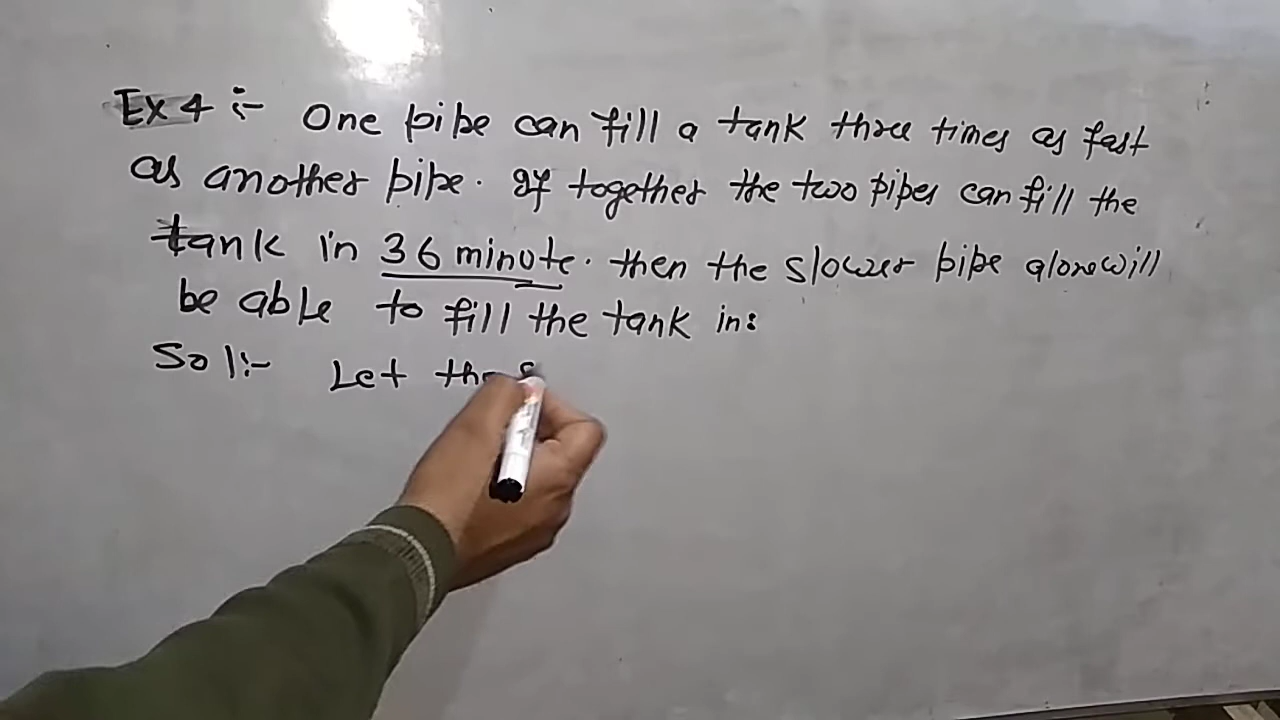 Ex 4 :- One pipe can fill a tank three times as fast
as another pipe. If together the two pipes can fill the
tank in 36 minute. then the slower pipe alone will
be able to fill the tank in:
Sol:- Let the s